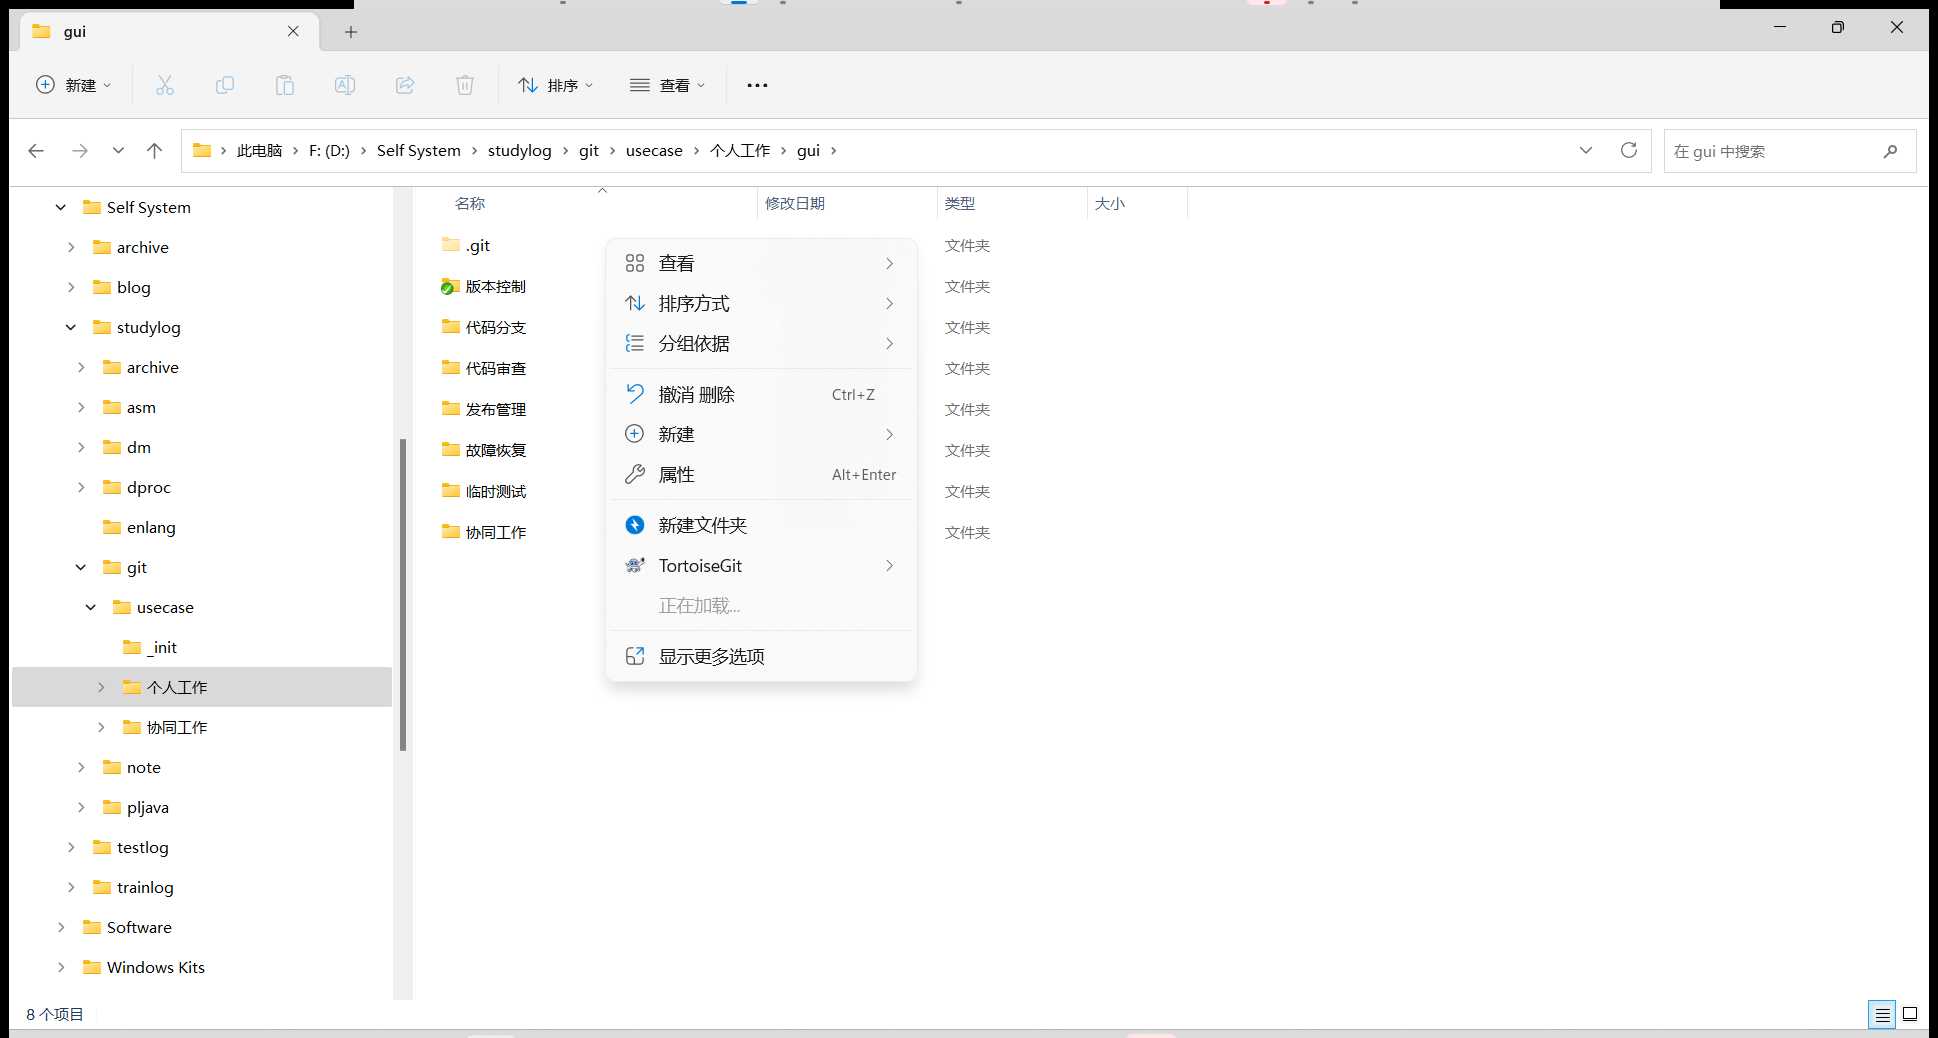 gui
新建
排序
查看
此电脑 F: (D:) Self System studylog git usecase 个人工作 gui
在 gui 中搜索
Self System
archive
blog
studylog
archive
asm
dm
dproc
enlang
git
usecase
_init
个人工作
协同工作
note
pljava
testlog
trainlog
Software
Windows Kits
名称 修改日期 类型 大小
.git 文件夹
版本控制 文件夹
代码分支 文件夹
代码审查 文件夹
发布管理 文件夹
故障恢复 文件夹
临时测试 文件夹
协同工作 文件夹
查看
排序方式
分组依据
撤消 删除 Ctrl+Z
新建
属性 Alt+Enter
新建文件夹
TortoiseGit
正在加载...
显示更多选项
8 个项目